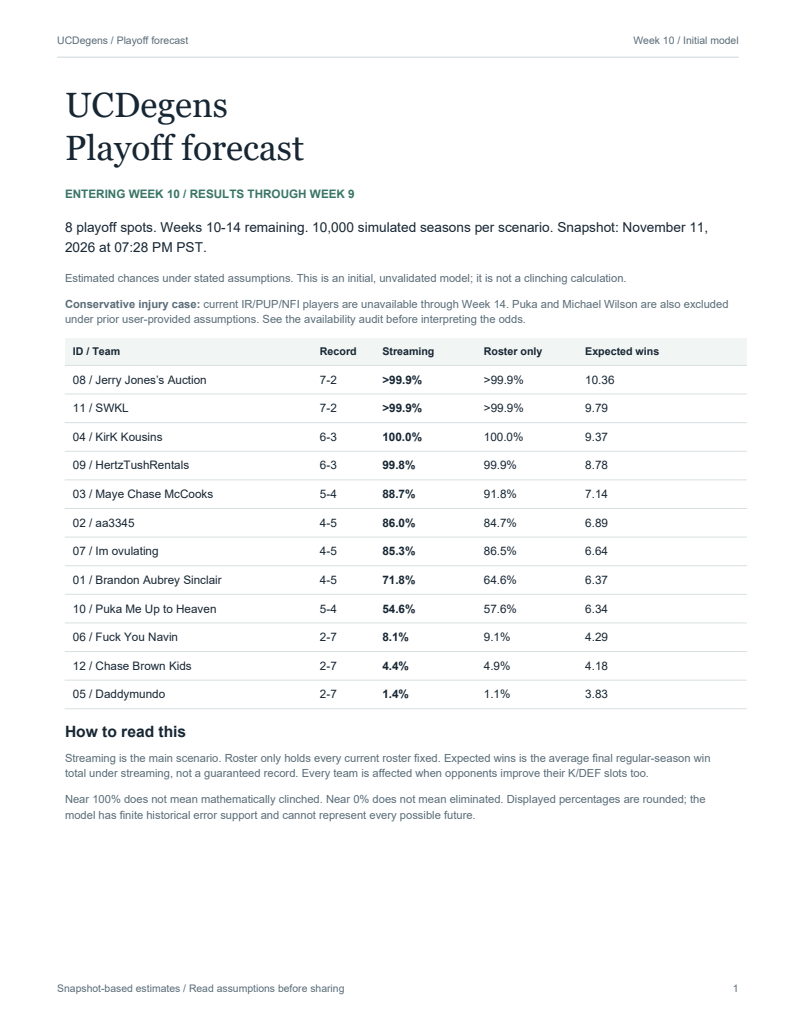 UCDegens / Playoff forecast Week 10 / Initial model
UCDegens
Playoff forecast
ENTERING WEEK 10 / RESULTS THROUGH WEEK 9
8 playoff spots. Weeks 10-14 remaining. 10,000 simulated seasons per scenario. Snapshot: November 11,
2026 at 07:28 PM PST.
Estimated chances under stated assumptions. This is an initial, unvalidated model; it is not a clinching calculation.
Conservative injury case: current IR/PUP/NFI players are unavailable through Week 14. Puka and Michael Wilson are also excluded
under prior user-provided assumptions. See the availability audit before interpreting the odds.
ID / Team Record Streaming Roster only Expected wins
08 / Jerry Jones’s Auction 7-2 >99.9% >99.9% 10.36
11 / SWKL 7-2 >99.9% >99.9% 9.79
04 / KirK Kousins 6-3 100.0% 100.0% 9.37
09 / HertzTushRentals 6-3 99.8% 99.9% 8.78
03 / Maye Chase McCooks 5-4 88.7% 91.8% 7.14
02 / aa3345 4-5 86.0% 84.7% 6.89
07 / Im ovulating 4-5 85.3% 86.5% 6.64
01 / Brandon Aubrey Sinclair 4-5 71.8% 64.6% 6.37
10 / Puka Me Up to Heaven 5-4 54.6% 57.6% 6.34
06 / Fuck You Navin 2-7 8.1% 9.1% 4.29
12 / Chase Brown Kids 2-7 4.4% 4.9% 4.18
05 / Daddymundo 2-7 1.4% 1.1% 3.83
How to read this
Streaming is the main scenario. Roster only holds every current roster fixed. Expected wins is the average final regular-season win
total under streaming, not a guaranteed record. Every team is affected when opponents improve their K/DEF slots too.
Near 100% does not mean mathematically clinched. Near 0% does not mean eliminated. Displayed percentages are rounded; the
model has finite historical error support and cannot represent every possible future.
Snapshot-based estimates / Read assumptions before sharing 1